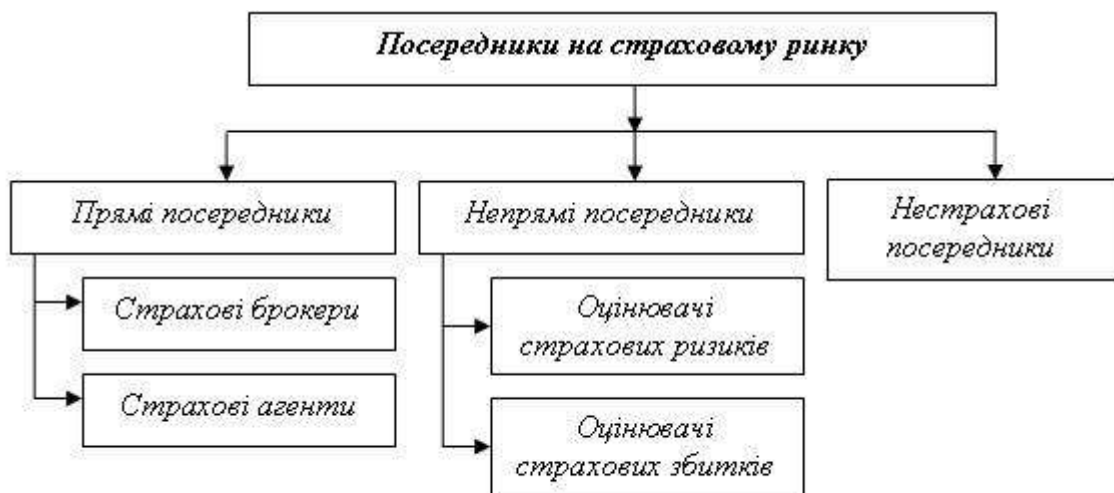 Посередники на страховому ринку
Прямі посередники
Непрямі посередники
Нестрахові
посередники
Страхові брокери
Оцінювачі
страхових ризиків
Страхові агенти
Оцінювачі
страхових збитків